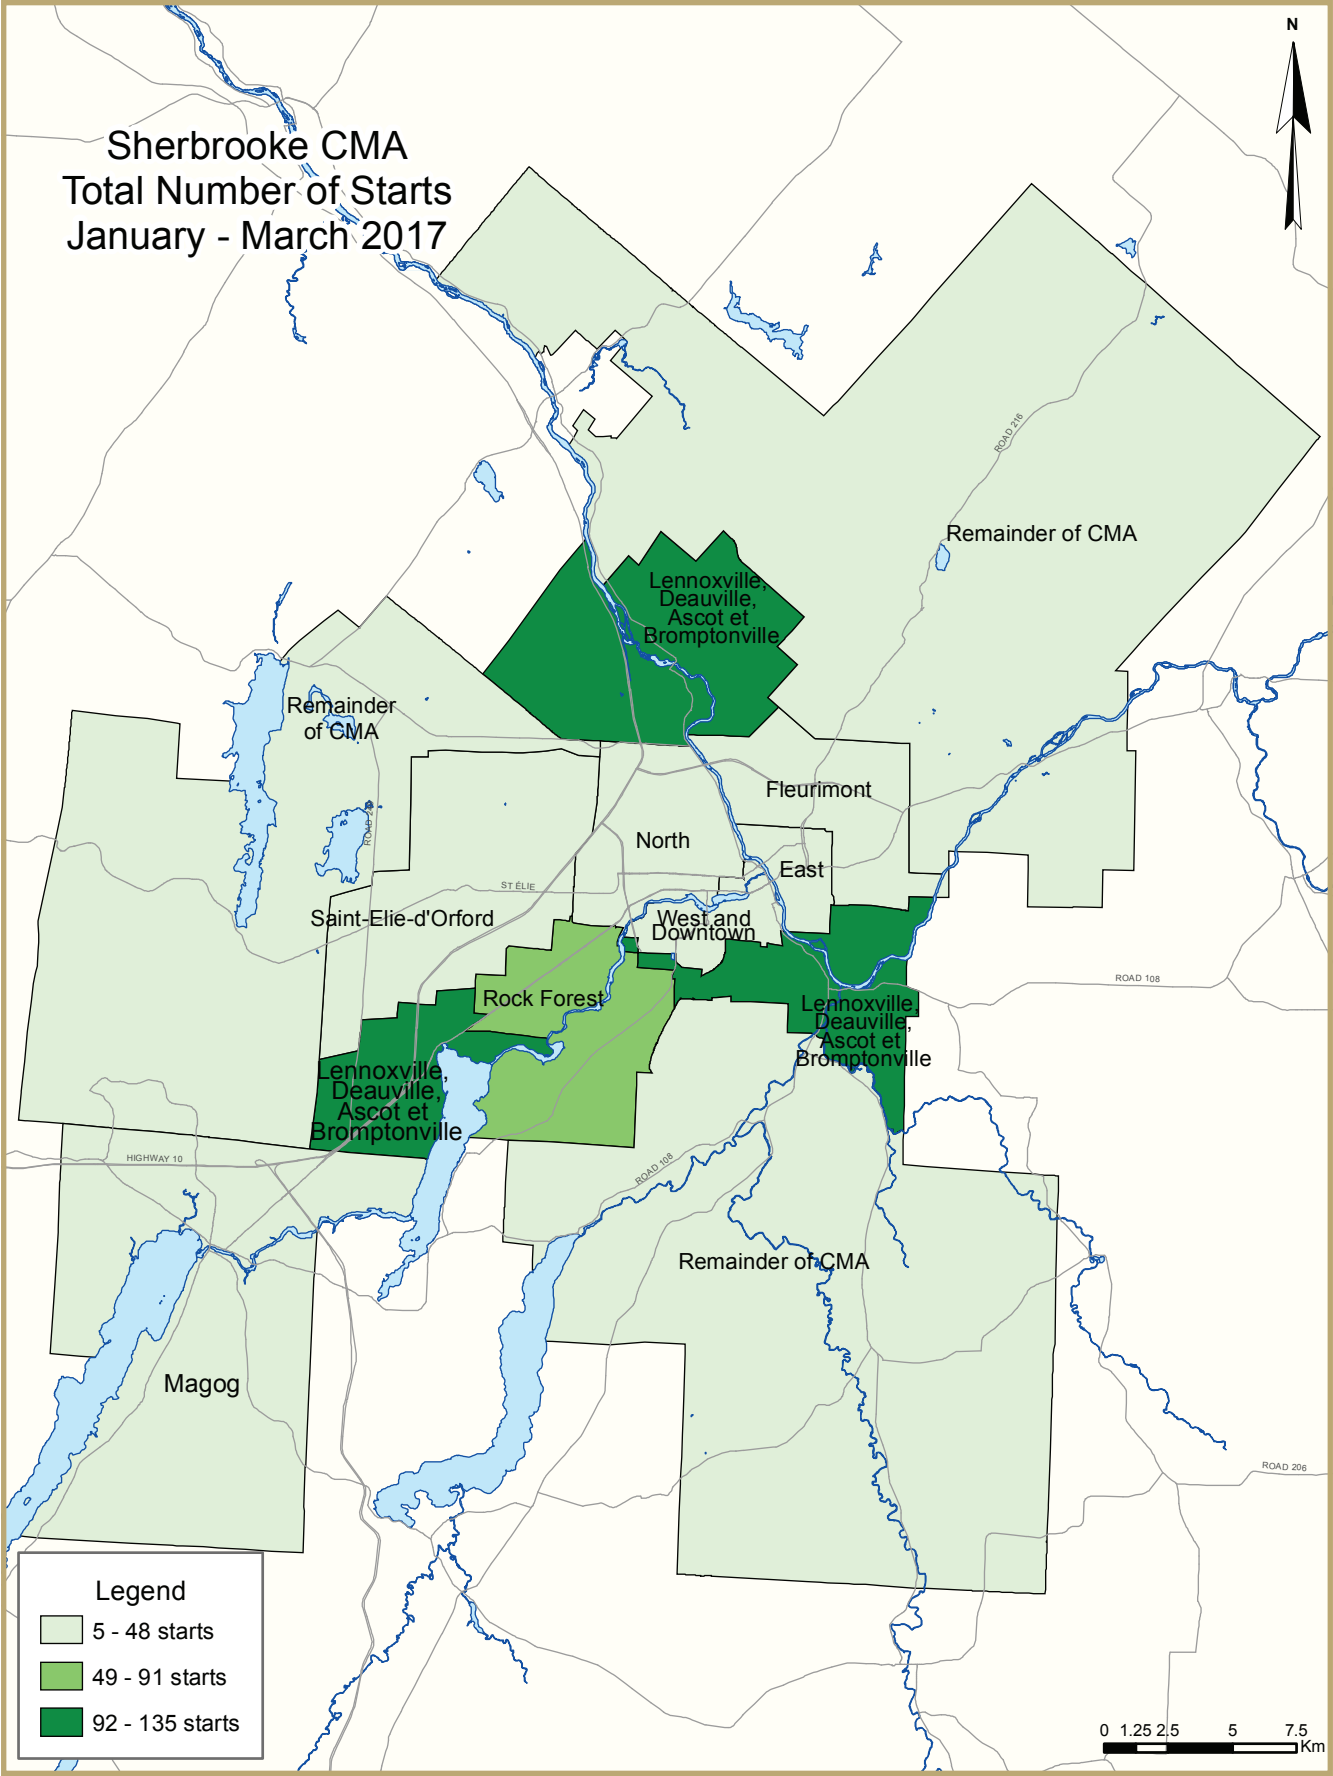 N
Sherbrooke CMA
Total Number of Starts
January - March 2017
ROAD 216
Remainder of CMA
Lennoxville,
Deauville,
Ascot et
Bromptonville
Remainder
of CMA
Fleurimont
North
East
ST ÉLIE
Saint-Elie-d'Orford
West and
Downtown
Rock Forest
ROAD 108
Lennoxville,
Deauville,
Ascot et
Bromptonville
Lennoxville,
Deauville,
Ascot et
Bromptonville
HIGHWAY 10
ROAD 108
Remainder of CMA
Magog
ROAD 206
Legend
5 - 48 starts
49 - 91 starts
92 - 135 starts
0 1.25 2.5 5 7.5
Km